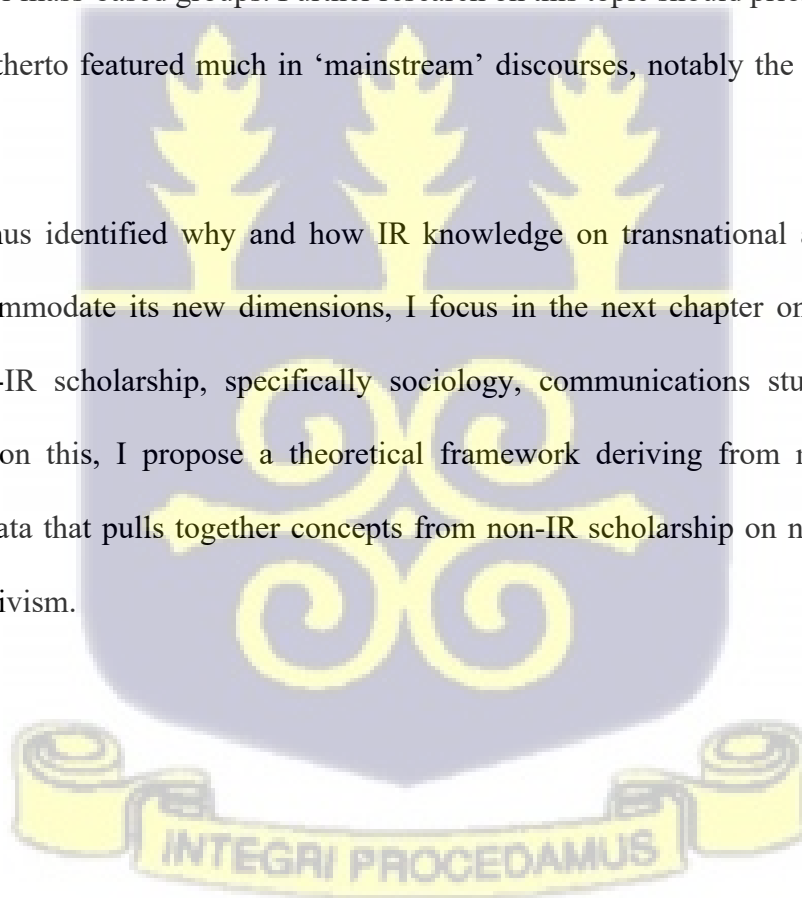 mass-based groups. Further research on this topic should
therto featured much in ‘mainstream’ discourses, notably the
us identified why and how IR knowledge on transnational
mmodate its new dimensions, I focus in the next chapter on
-IR scholarship, specifically sociology, communications
on this, I propose a theoretical framework deriving from
ata that pulls together concepts from non-IR scholarship on
ivism.
INTEGRI PROCEDAMUS